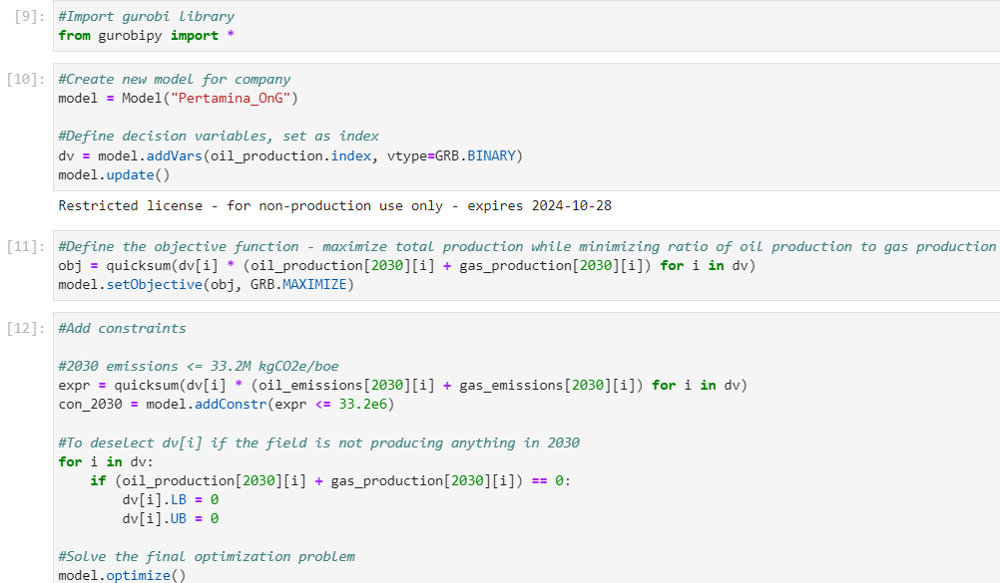 [9]: #Import gurobi library
from gurobipy import *
[10]: #Create new model for company
model = Model("Pertamina_OnG")
#Define decision variables, set as index
dv = model.addVars(oil_production.index, vtype=GRB.BINARY)
model.update()
Restricted license - for non-production use only - expires 2024-10-28
[11]: #Define the objective function - maximize total production while minimizing ratio of oil production to gas production
obj = quicksum(dv[i] * (oil_production[2030][i] + gas_production[2030][i]) for i in dv)
model.setObjective(obj, GRB.MAXIMIZE)
[12]: #Add constraints
#2030 emissions <= 33.2M kgCO2e/boe
expr = quicksum(dv[i] * (oil_emissions[2030][i] + gas_emissions[2030][i]) for i in dv)
con_2030 = model.addConstr(expr <= 33.2e6)
#To deselect dv[i] if the field is not producing anything in 2030
for i in dv:
    if (oil_production[2030][i] + gas_production[2030][i]) == 0:
        dv[i].LB = 0
        dv[i].UB = 0
#Solve the final optimization problem
model.optimize()